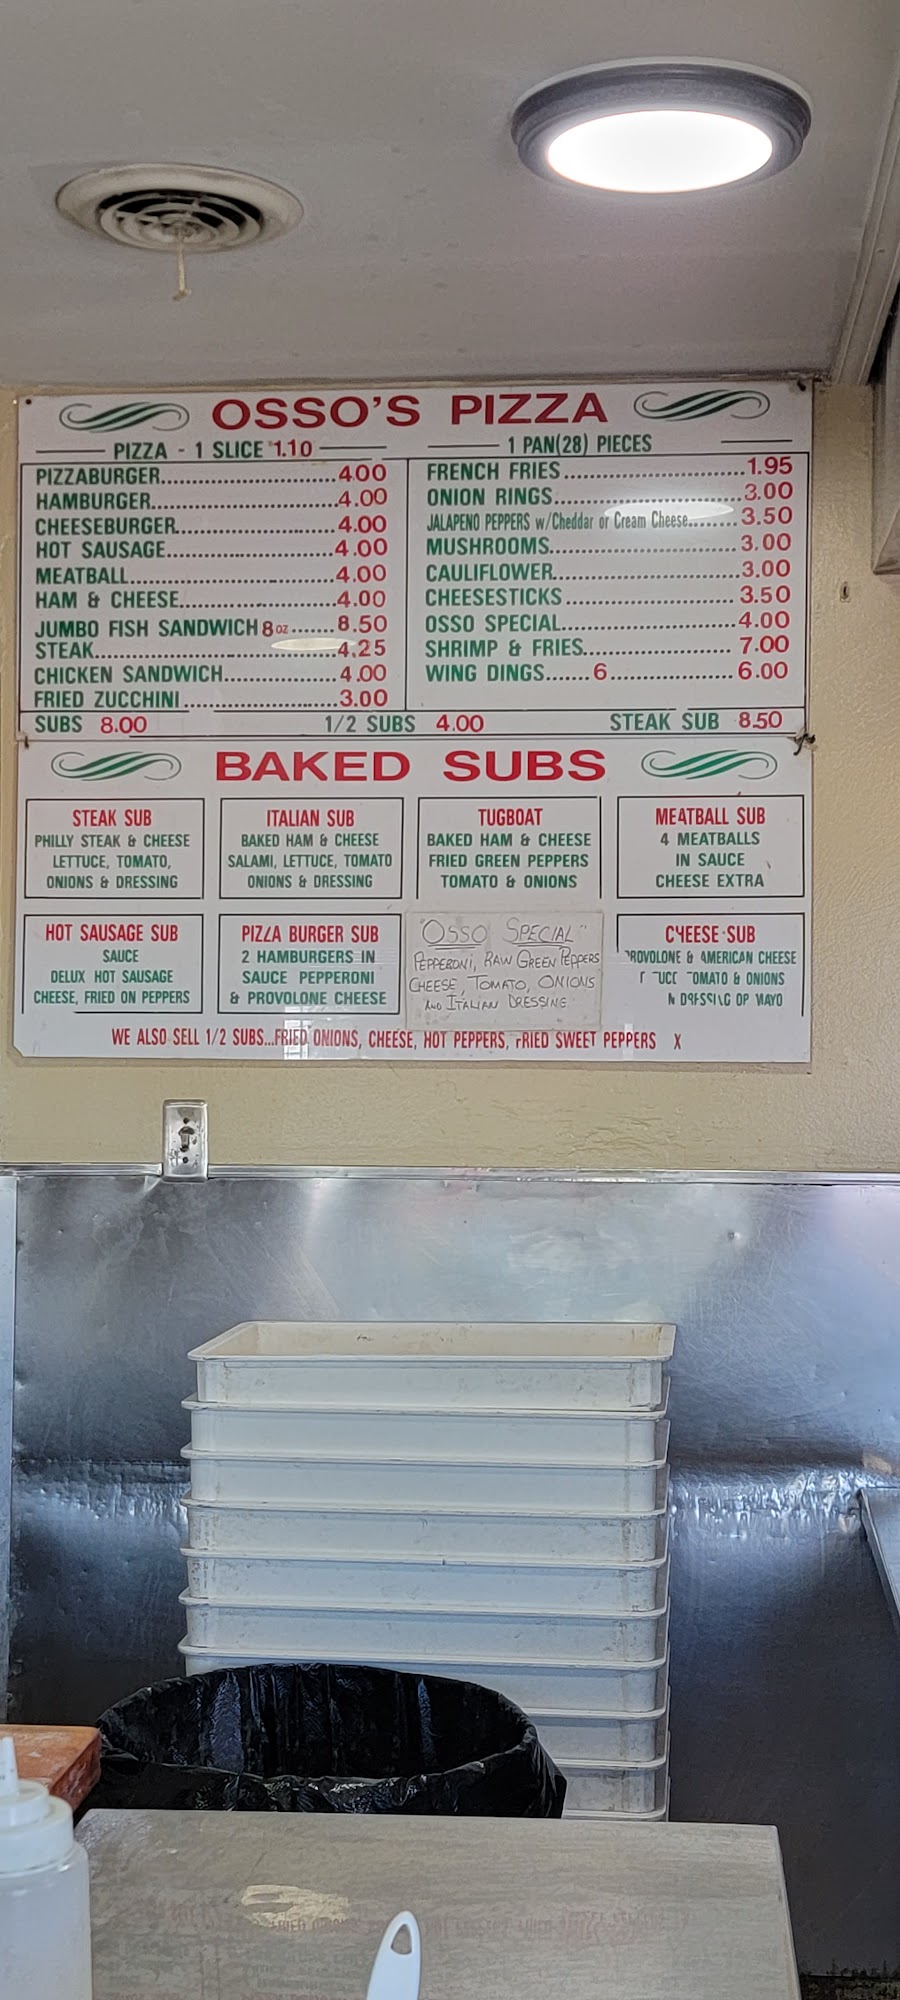 OSSO'S PIZZA
PIZZA - 1 SLICE 1.10
1 PAN(28) PIECES
PIZZABURGER 4.00
HAMBURGER 4.00
CHEESEBURGER 4.00
HOT SAUSAGE 4.00
MEATBALL 4.00
HAM & CHEESE 4.00
JUMBO FISH SANDWICH 8 oz 8.50
STEAK 4.25
CHICKEN SANDWICH 4.00
FRIED ZUCCHINI 3.00
FRENCH FRIES 1.95
ONION RINGS 3.00
JALAPENO PEPPERS w/Cheddar or Cream Cheese 3.50
MUSHROOMS 3.00
CAULIFLOWER 3.00
CHEESESTICKS 3.50
OSSO SPECIAL 4.00
SHRIMP & FRIES 7.00
WING DINGS 6 6.00
SUBS 8.00 1/2 SUBS 4.00 STEAK SUB 8.50
BAKED SUBS
STEAK SUB
PHILLY STEAK & CHEESE
LETTUCE, TOMATO,
ONIONS & DRESSING
ITALIAN SUB
BAKED HAM & CHEESE
SALAMI, LETTUCE, TOMATO
ONIONS & DRESSING
TUGBOAT
BAKED HAM & CHEESE
FRIED GREEN PEPPERS
TOMATO & ONIONS
MEATBALL SUB
4 MEATBALLS
IN SAUCE
CHEESE EXTRA
HOT SAUSAGE SUB
SAUCE
DELUX HOT SAUSAGE
CHEESE, FRIED ON PEPPERS
PIZZA BURGER SUB
2 HAMBURGERS IN
SAUCE PEPPERONI
& PROVOLONE CHEESE
OSSO SPECIAL"
PEPPERONI, RAW GREEN PEPPERS
CHEESE, TOMATO, ONIONS
AND ITALIAN DRESSING
CHEESE SUB
PROVOLONE & AMERICAN CHEESE
TOMATO & ONIONS
MAYO
WE ALSO SELL 1/2 SUBS...FRIED ONIONS, CHEESE, HOT PEPPERS, FRIED SWEET PEPPERS X